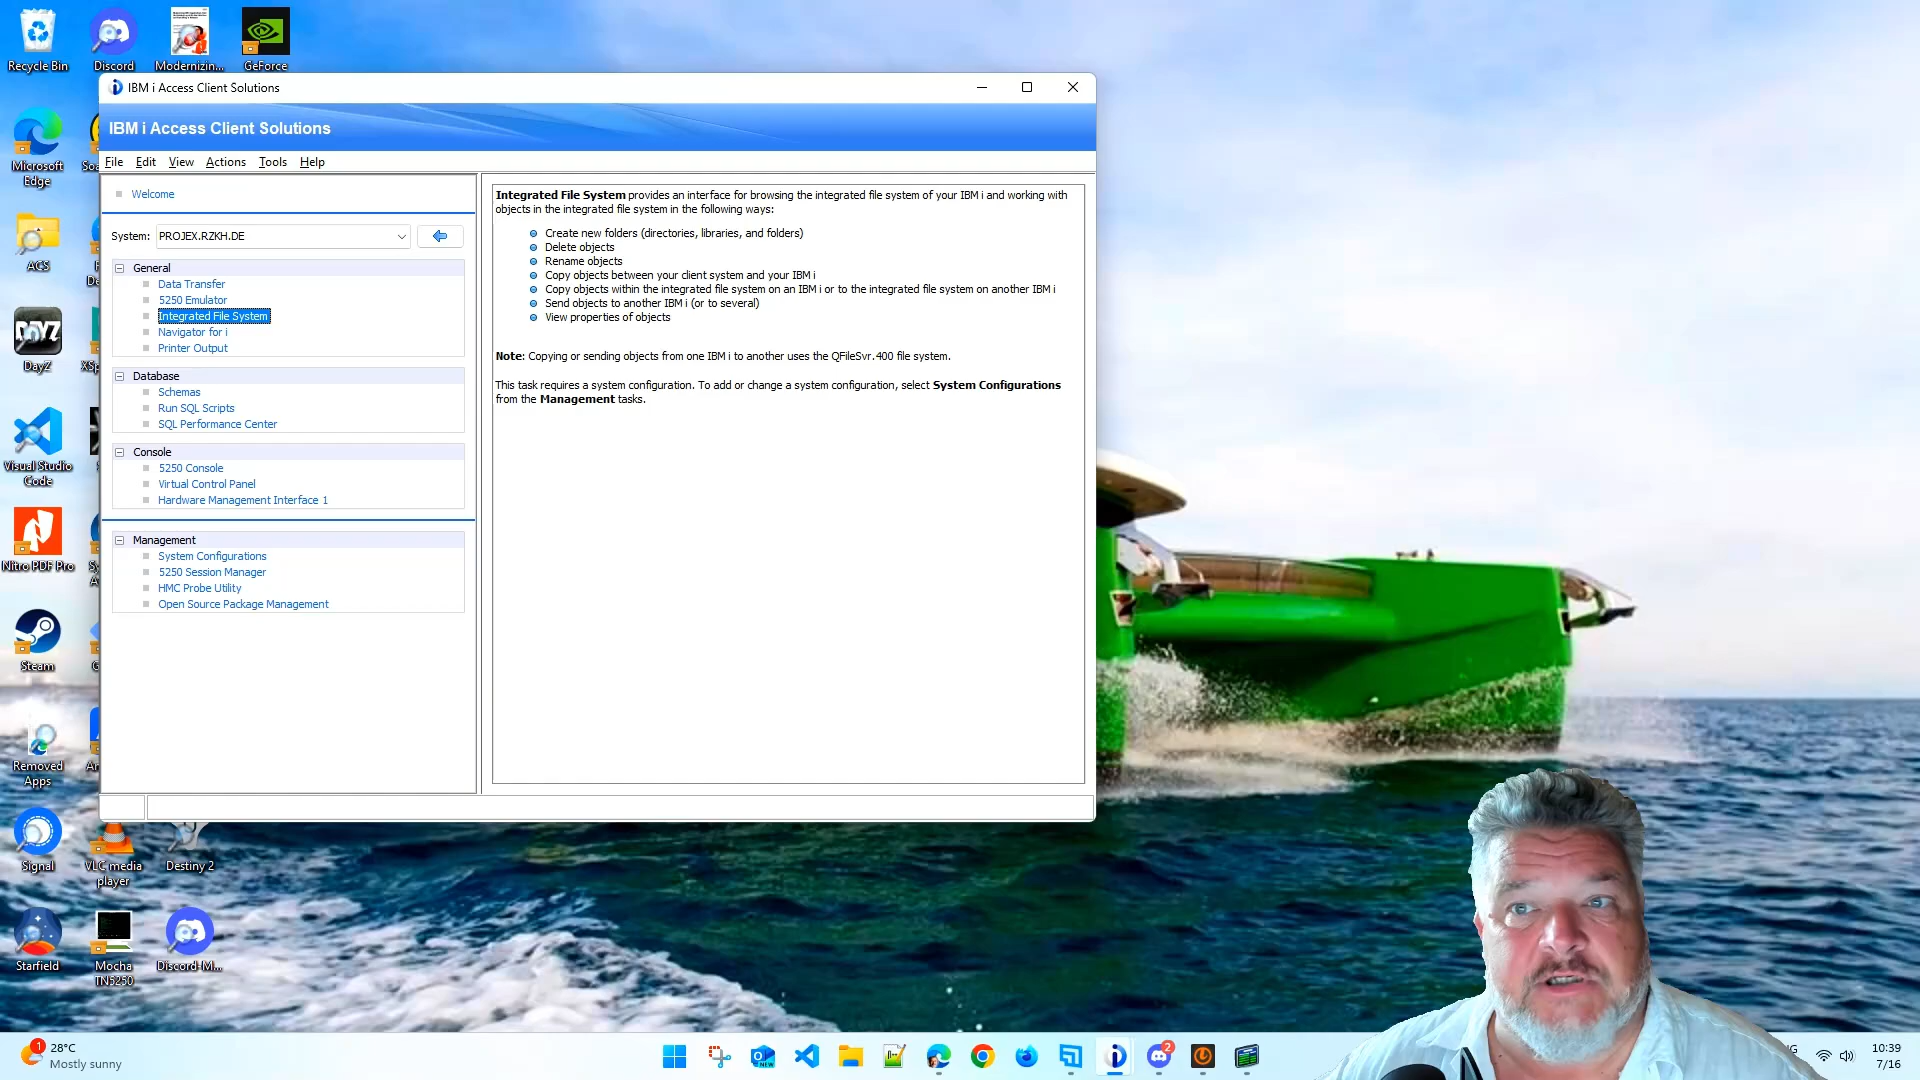 Recycle Bin
Discord
Modernizin...
GeForce
Microsoft
Edge
ACS
DayZ
Visual Studio
Code
Nitro PDF Pro
Steam
Removed
Apps
Signal
VLC media
player
Destiny 2
Starfield
Mocha
TN5250
Discord-M...
IBM i Access Client Solutions
IBM i Access Client Solutions
File Edit View Actions Tools Help
Welcome
System: PROJEX.RZKH.DE
General
Data Transfer
5250 Emulator
Integrated File System
Navigator for i
Printer Output
Database
Schemas
Run SQL Scripts
SQL Performance Center
Console
5250 Console
Virtual Control Panel
Hardware Management Interface 1
Management
System Configurations
5250 Session Manager
HMC Probe Utility
Open Source Package Management
Integrated File System provides an interface for browsing the integrated file system of your IBM i and working with
objects in the integrated file system in the following ways:
Create new folders (directories, libraries, and folders)
Delete objects
Rename objects
Copy objects between your client system and your IBM i
Copy objects within the integrated file system on an IBM i or to the integrated file system on another IBM i
Send objects to another IBM i (or to several)
View properties of objects
Note: Copying or sending objects from one IBM i to another uses the QFileSvr.400 file system.
This task requires a system configuration. To add or change a system configuration, select System Configurations
from the Management tasks.
1
28°C
Mostly sunny
NEW
2
10:39
7/16